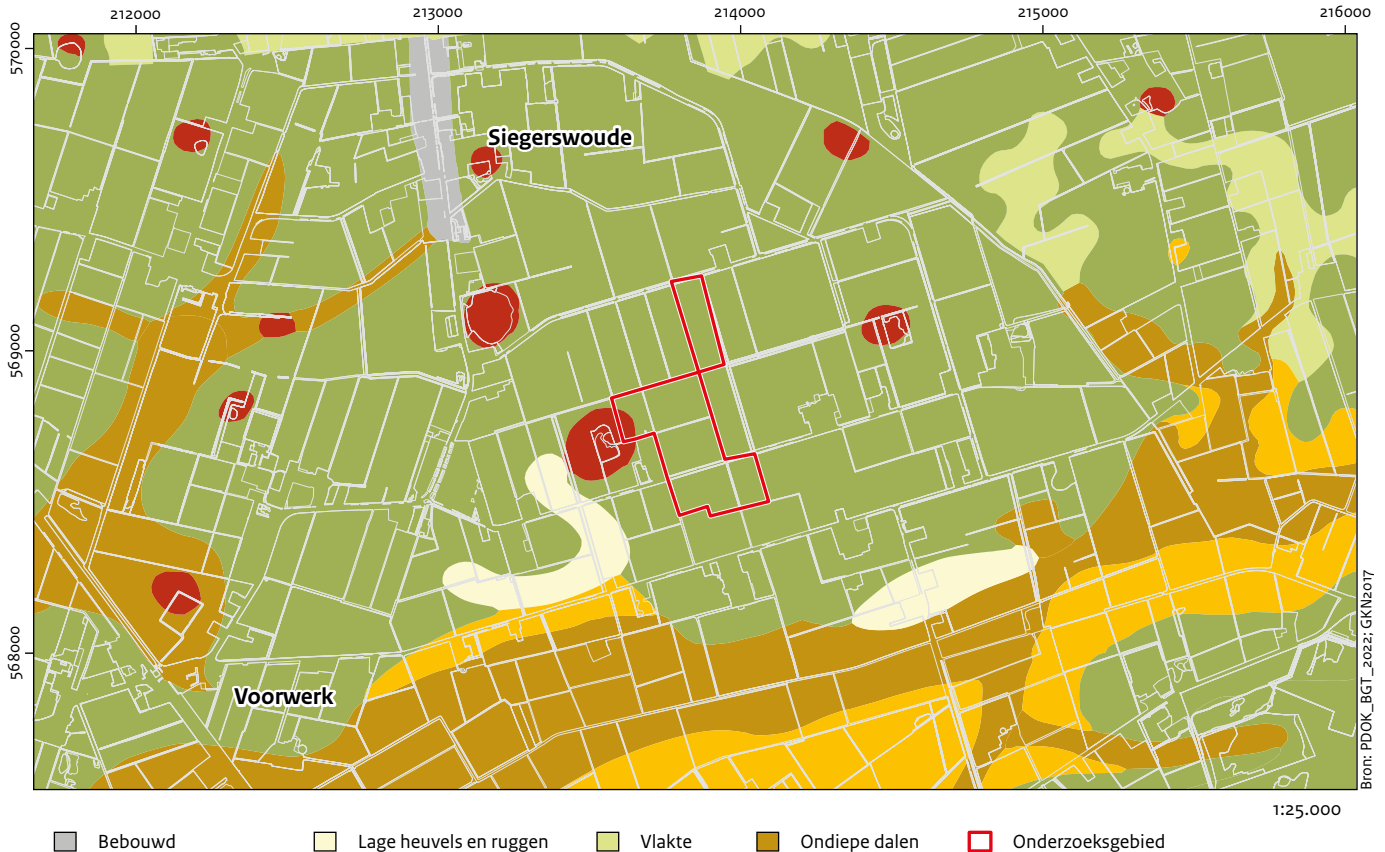 212000 213000 214000 215000 216000
570000
Siegerswoude
569000
568000
Voorwerk
Bron: PDOK_BGT_2022; GKN2017
1:25.000
Bebouwd Lage heuvels en ruggen Vlakte Ondiepe dalen Onderzoeksgebied